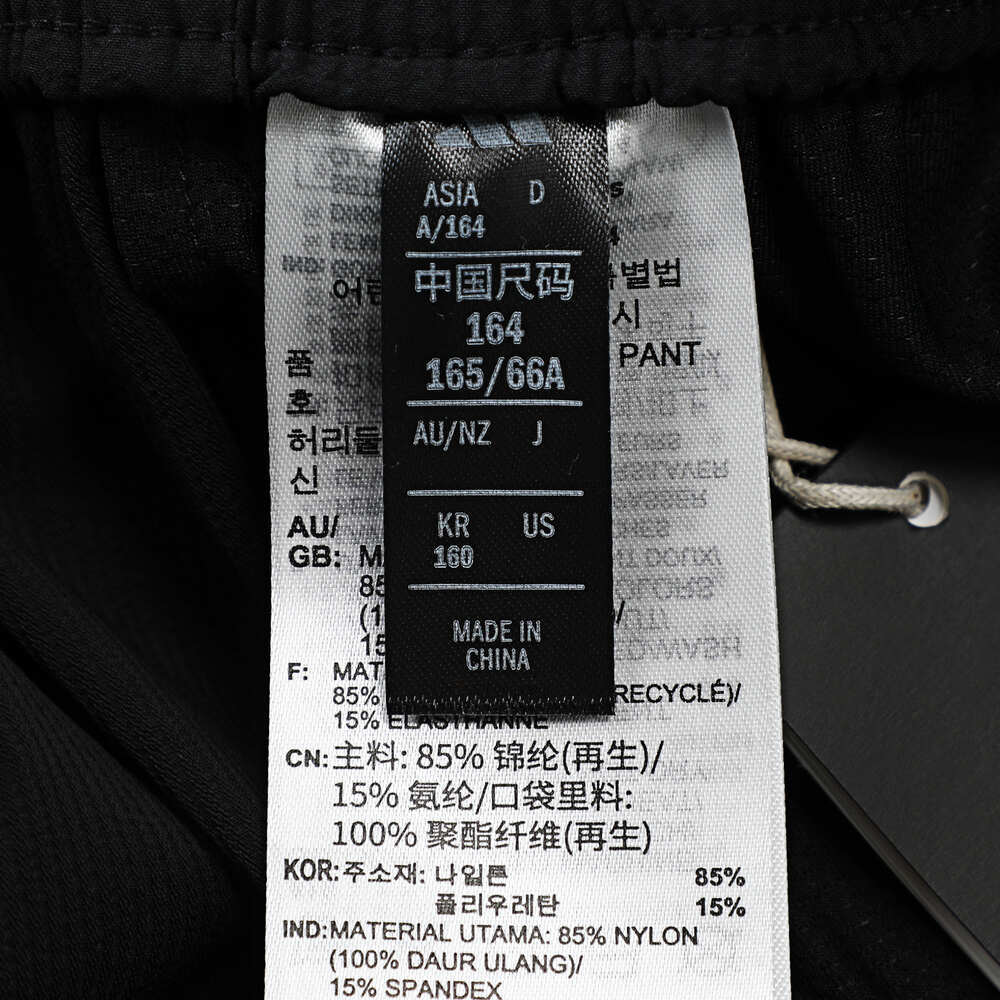 ASIA D
A/164
中国尺码
164
165/66A
AU/NZ J
KR US
160
MADE IN
CHINA
별법
시
PANT
품
호
허리둘
신
AU/
GB: M
85
(1
15
F: MAT
85% RECYCLÉ)/
15% ELASTHANNE
CN: 主料: 85% 锦纶(再生)/
15% 氨纶/口袋里料:
100% 聚酯纤维(再生)
KOR: 주소재: 나일론 85%
폴리우레탄 15%
IND: MATERIAL UTAMA: 85% NYLON
(100% DAUR ULANG)/
15% SPANDEX